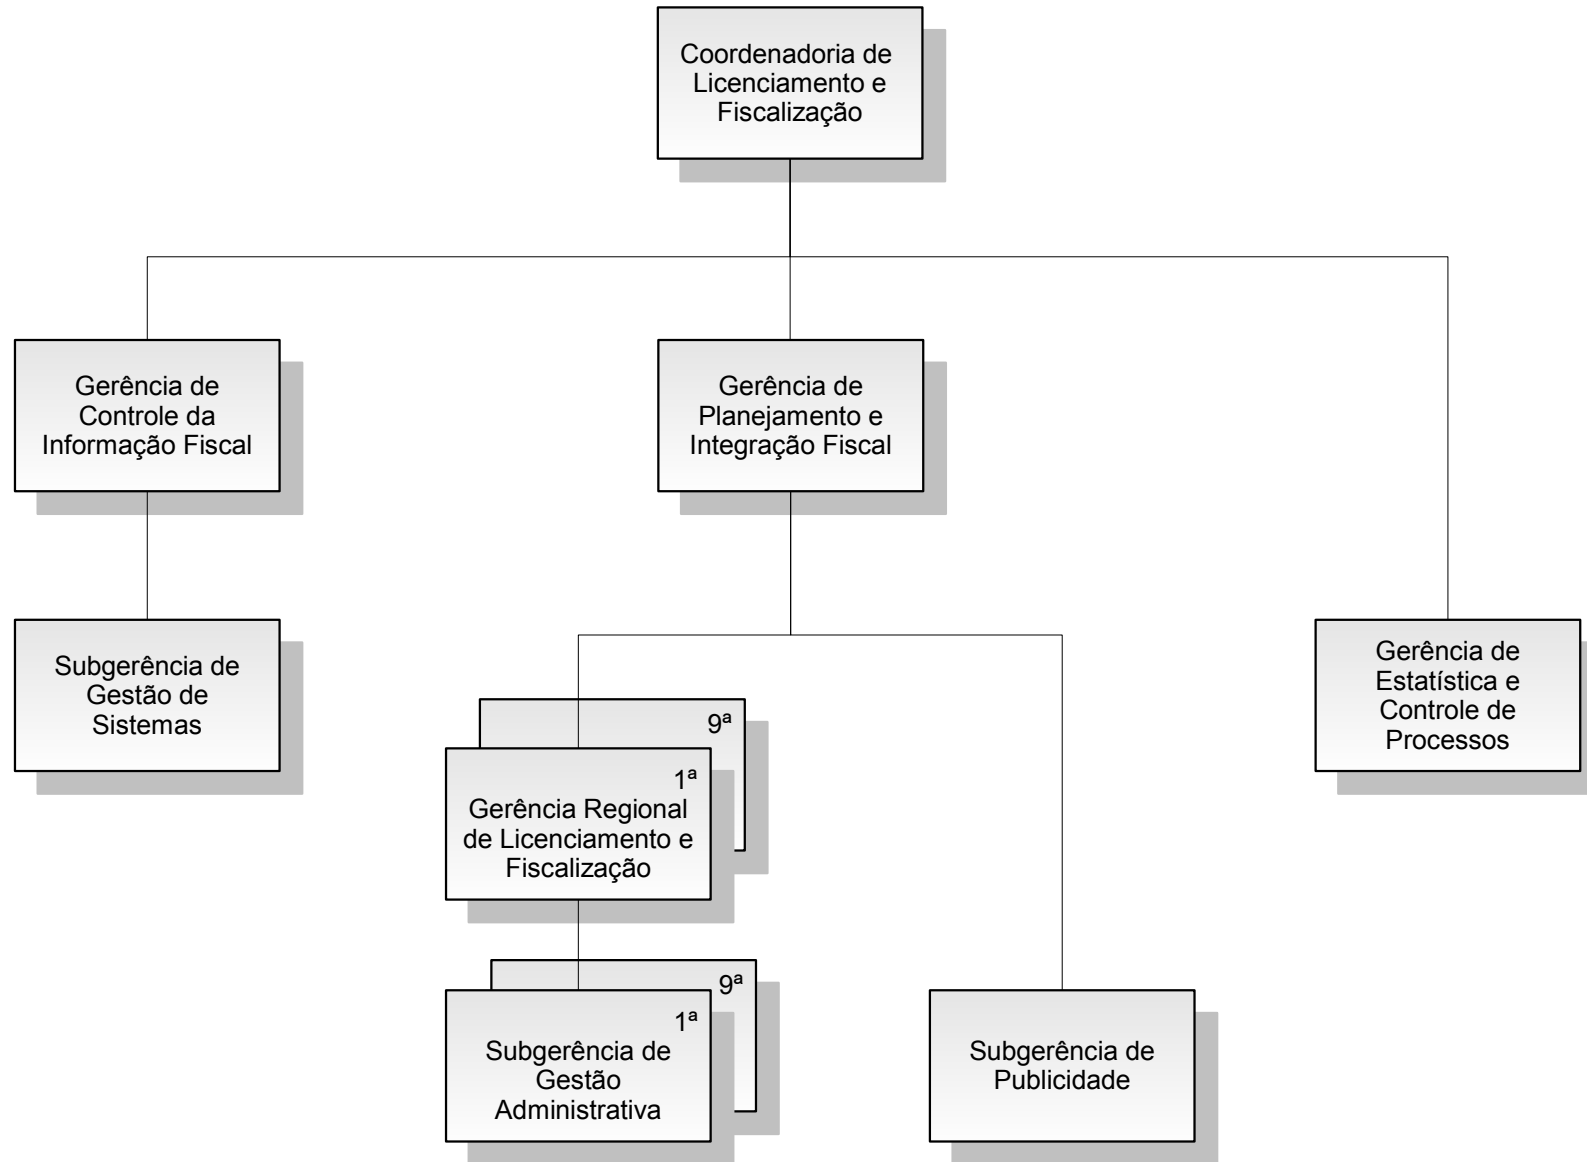 Coordenadoria de
Licenciamento e
Fiscalização
Gerência de
Controle da
Informação Fiscal
Gerência de
Planejamento e
Integração Fiscal
Subgerência de
Gestão de
Sistemas
Gerência de
Estatística e
Controle de
Processos
9ª
1ª
Gerência Regional
de Licenciamento e
Fiscalização
9ª
1ª
Subgerência de
Gestão
Administrativa
Subgerência de
Publicidade